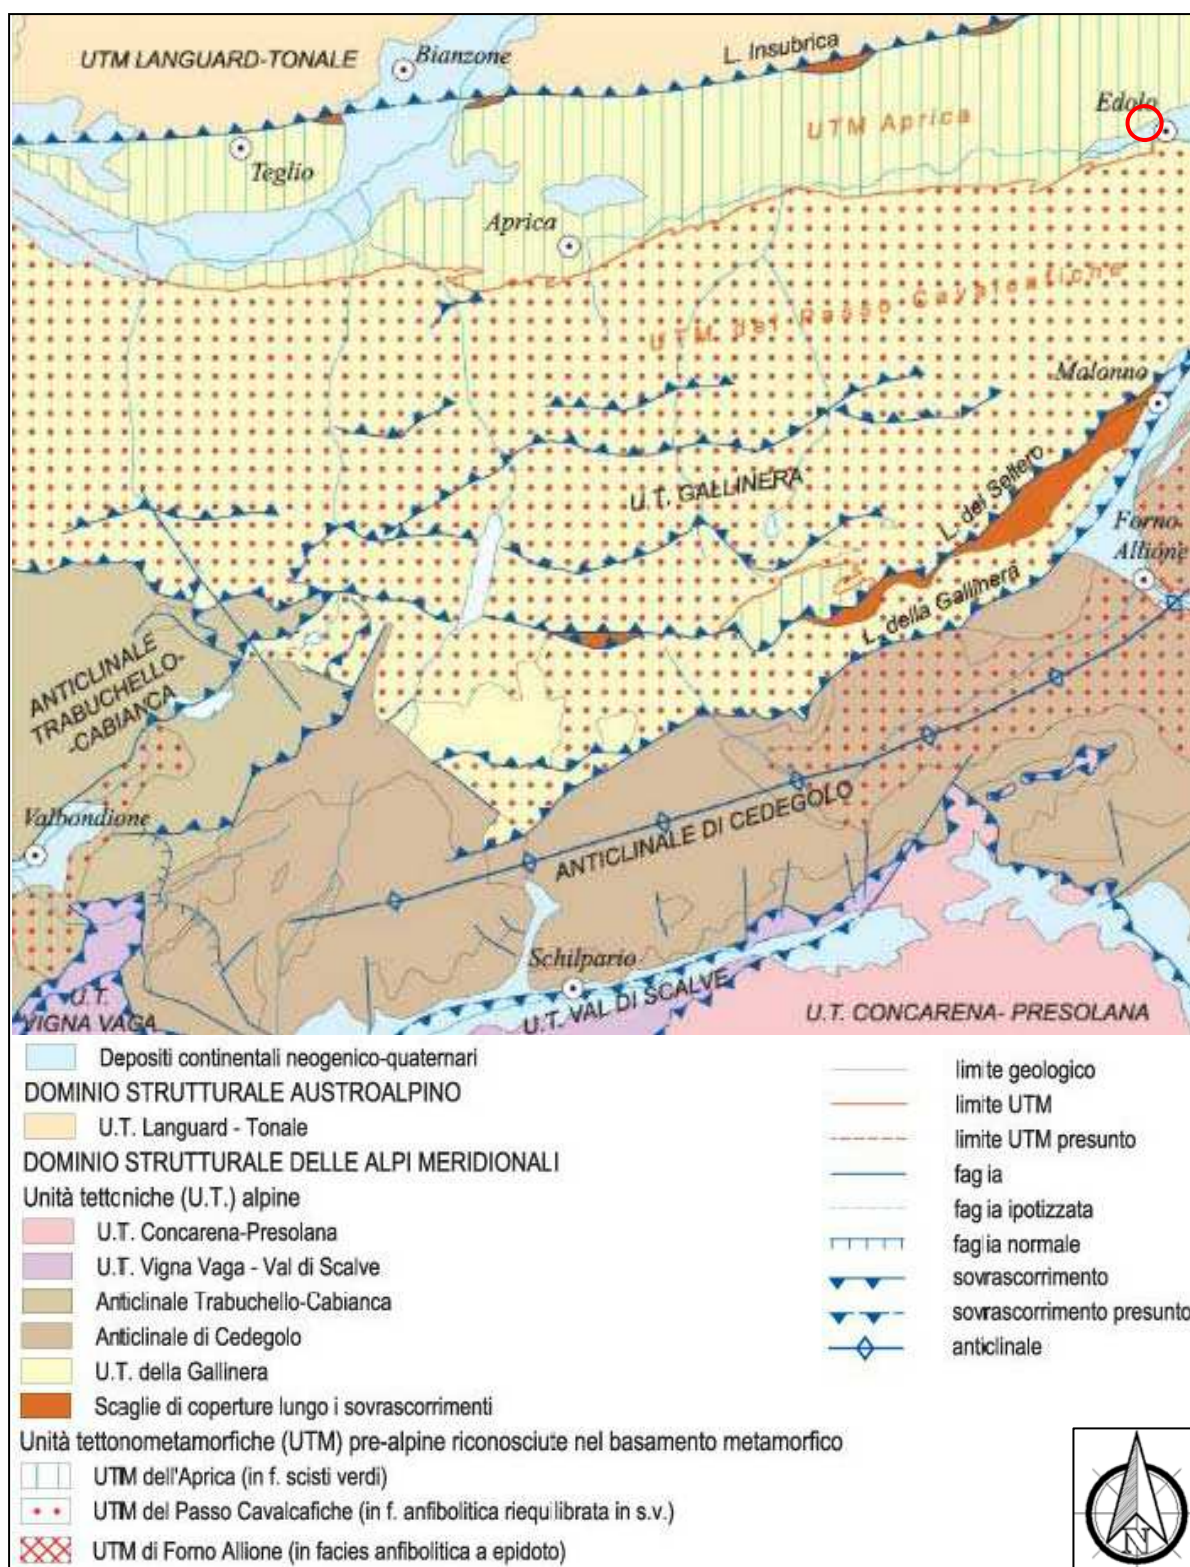 UTM LANGUARD-TONALE
Bianzone
L. Insubrica
Edolo
UTM Aprica
Teglio
Aprica
UTM del Passo Cavalcafiche
Malonno
L. del Sellero
U.T. GALLINERA
Forno
Allione
L. della Gallinera
ANTICLINALE
TRABUCHELLO-
-CABIANCA
Valbondione
ANTICLINALE DI CEDEGOLO
Schilpario
U.T. VAL DI SCALVE
U.T.
VIGNA VAGA
U.T. CONCARENA- PRESOLANA
Depositi continentali neogenico-quaternari
DOMINIO STRUTTURALE AUSTROALPINO
U.T. Languard - Tonale
DOMINIO STRUTTURALE DELLE ALPI MERIDIONALI
Unità tettoniche (U.T.) alpine
U.T. Concarena-Presolana
U.T. Vigna Vaga - Val di Scalve
Anticlinale Trabuchello-Cabianca
Anticlinale di Cedegolo
U.T. della Gallinera
Scaglie di coperture lungo i sovrascorrimenti
Unità tettonometamorfiche (UTM) pre-alpine riconosciute nel basamento metamorfico
UTM dell'Aprica (in f. scisti verdi)
UTM del Passo Cavalcafiche (in f. anfibolitica riequilibrata in s.v.)
UTM di Forno Allione (in facies anfibolitica a epidoto)
limite geologico
limite UTM
limite UTM presunto
faglia
faglia ipotizzata
faglia normale
sovrascorrimento
sovrascorrimento presunto
anticlinale
N